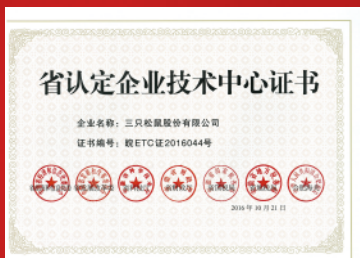 省认定企业技术中心证书
企业名称：三只松鼠股份有限公司
证书编号：皖ETC证2016044号
2016年10月21日